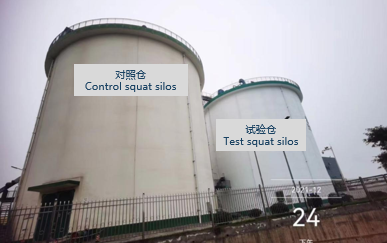 对照仓
Control squat silos
试验仓
Test squat silos
2021-12
24